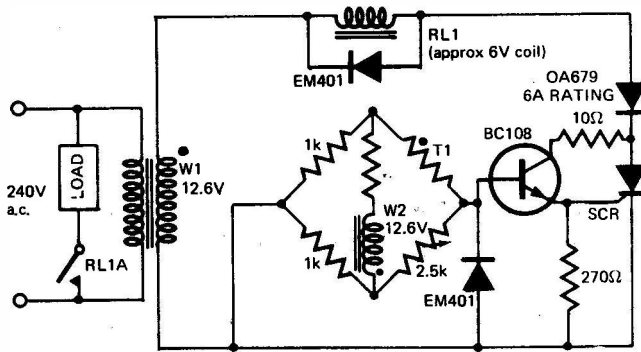 RL1
(approx 6V coil)
EM401
OA679
6A RATING
10Ω
BC108
1k
T1
W1
12.6V
LOAD
240V
a.c.
W2
12.6V
SCR
RL1A
1k
2.5k
EM401
270Ω